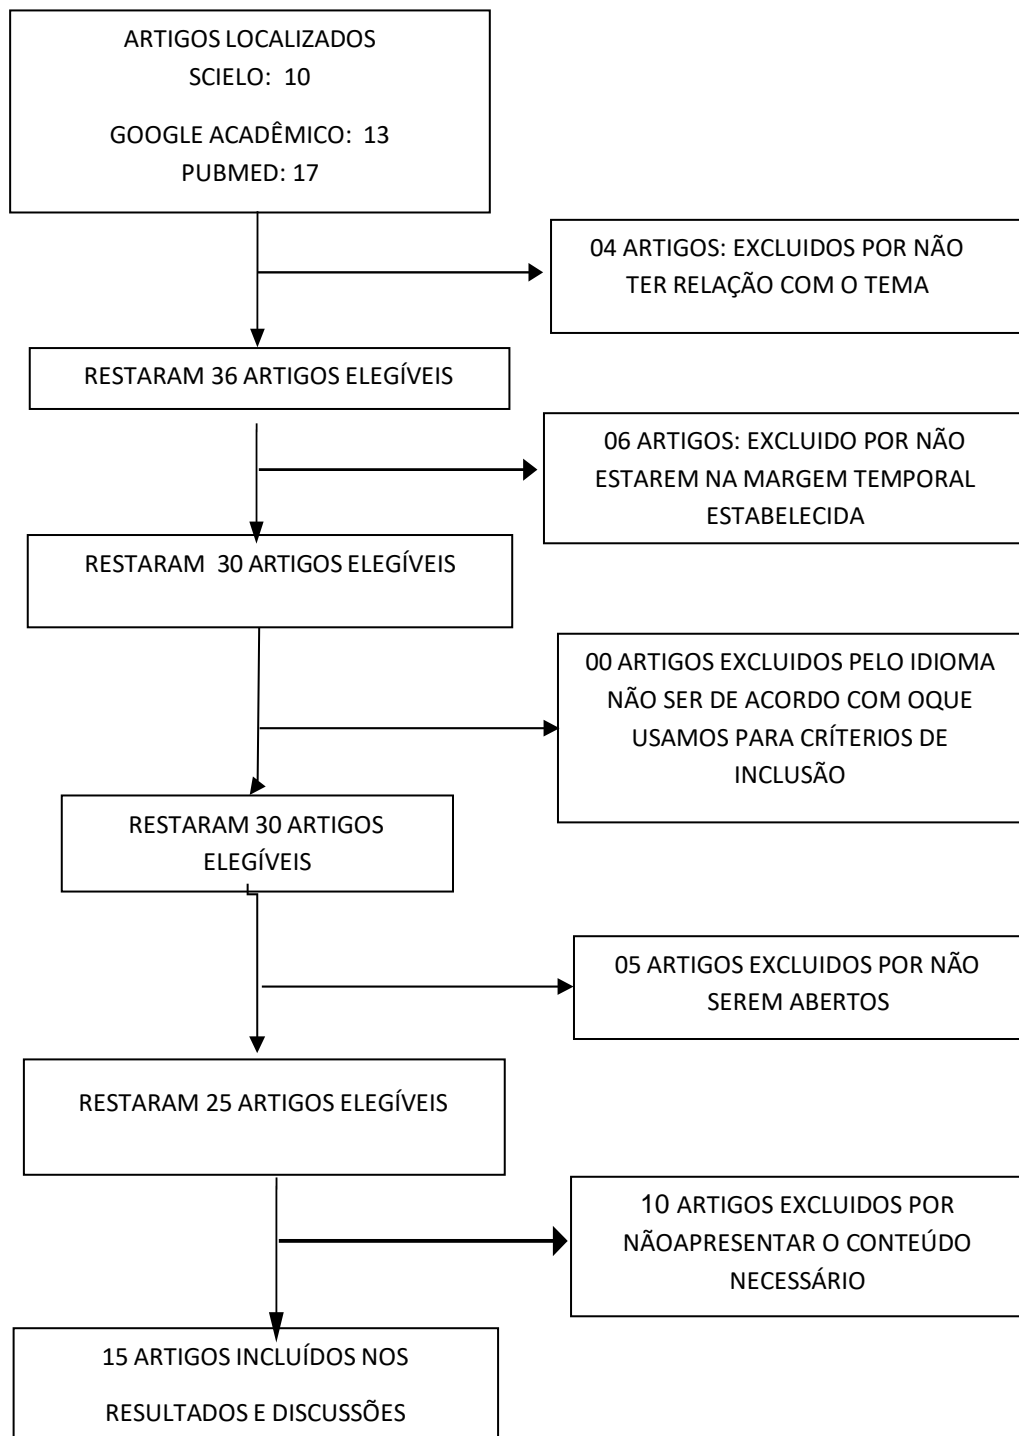 ARTIGOS LOCALIZADOS
SCIELO: 10
GOOGLE ACADÊMICO: 13
PUBMED: 17
04 ARTIGOS: EXCLUIDOS POR NÃO
TER RELAÇÃO COM O TEMA
RESTARAM 36 ARTIGOS ELEGÍVEIS
06 ARTIGOS: EXCLUIDO POR NÃO
ESTAREM NA MARGEM TEMPORAL
ESTABELECIDA
RESTARAM 30 ARTIGOS ELEGÍVEIS
00 ARTIGOS EXCLUIDOS PELO IDIOMA
NÃO SER DE ACORDO COM OQUE
USAMOS PARA CRÍTERIOS DE
INCLUSÃO
RESTARAM 30 ARTIGOS
ELEGÍVEIS
05 ARTIGOS EXCLUIDOS POR NÃO
SEREM ABERTOS
RESTARAM 25 ARTIGOS ELEGÍVEIS
10 ARTIGOS EXCLUIDOS POR
NÃOAPRESENTAR O CONTEÚDO
NECESSÁRIO
15 ARTIGOS INCLUÍDOS NOS
RESULTADOS E DISCUSSÕES